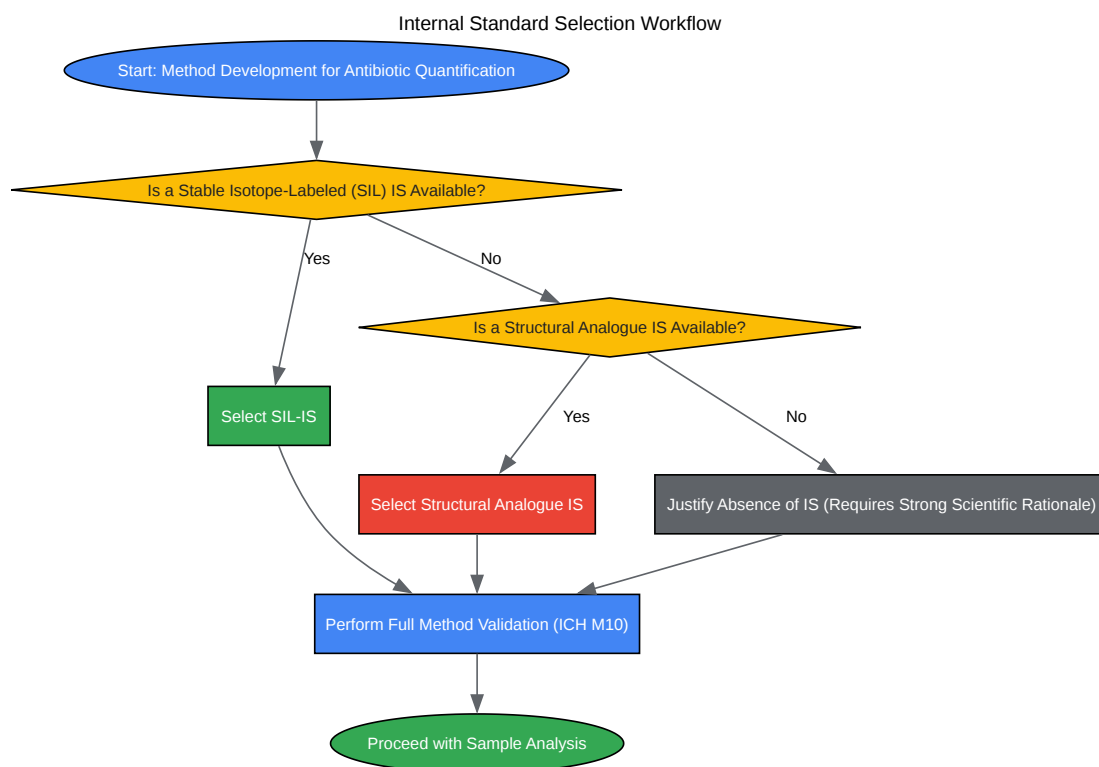 Internal Standard Selection Workflow
Start: Method Development for Antibiotic Quantification
Is a Stable Isotope-Labeled (SIL) IS Available?
Yes
No
Is a Structural Analogue IS Available?
Select SIL-IS
Yes
No
Select Structural Analogue IS
Justify Absence of IS (Requires Strong Scientific Rationale)
Perform Full Method Validation (ICH M10)
Proceed with Sample Analysis